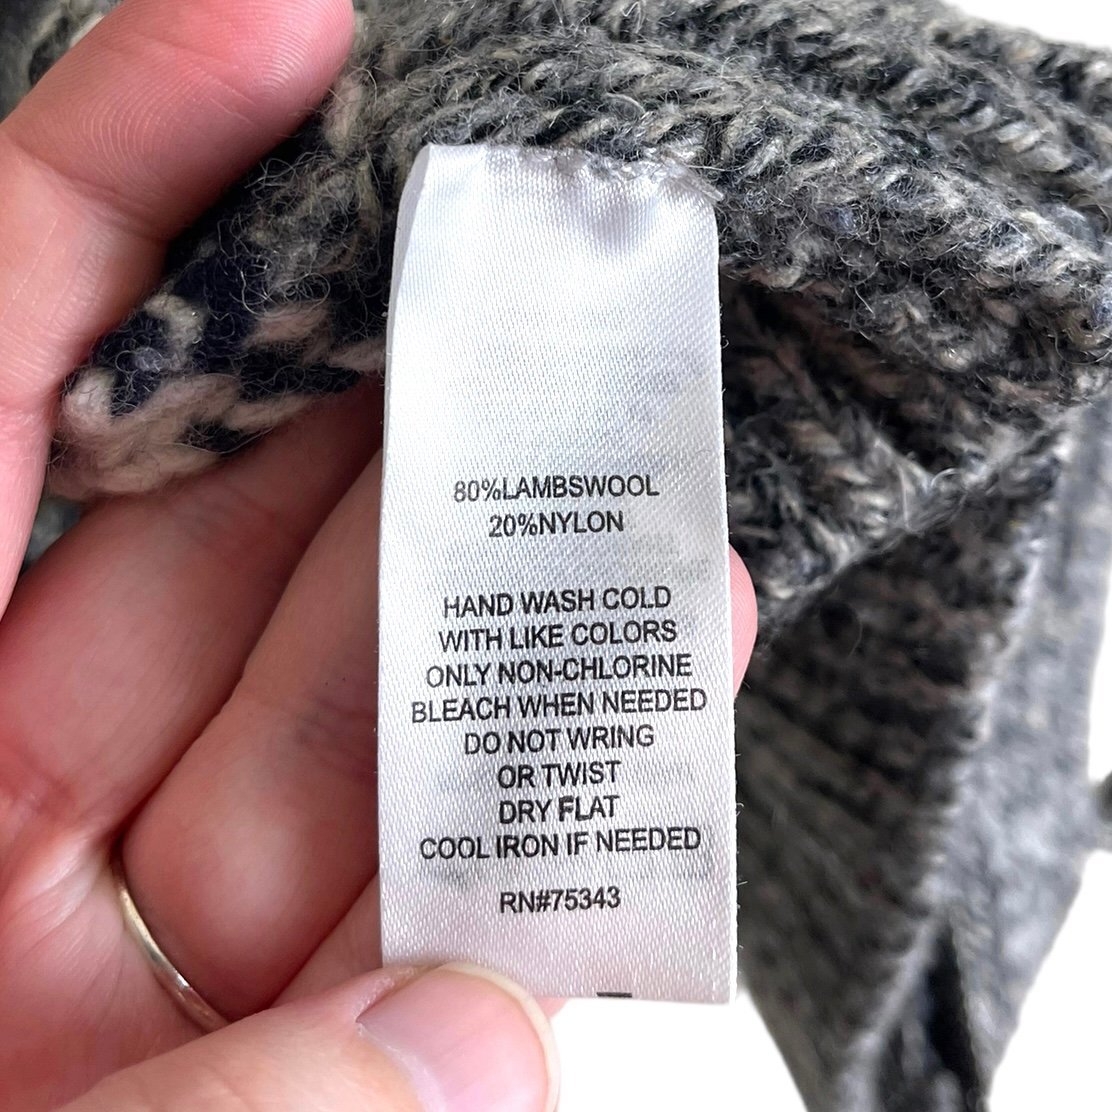 80%LAMBSWOOL
20%NYLON
HAND WASH COLD
WITH LIKE COLORS
ONLY NON-CHLORINE
BLEACH WHEN NEEDED
DO NOT WRING
OR TWIST
DRY FLAT
COOL IRON IF NEEDED
RN#75343